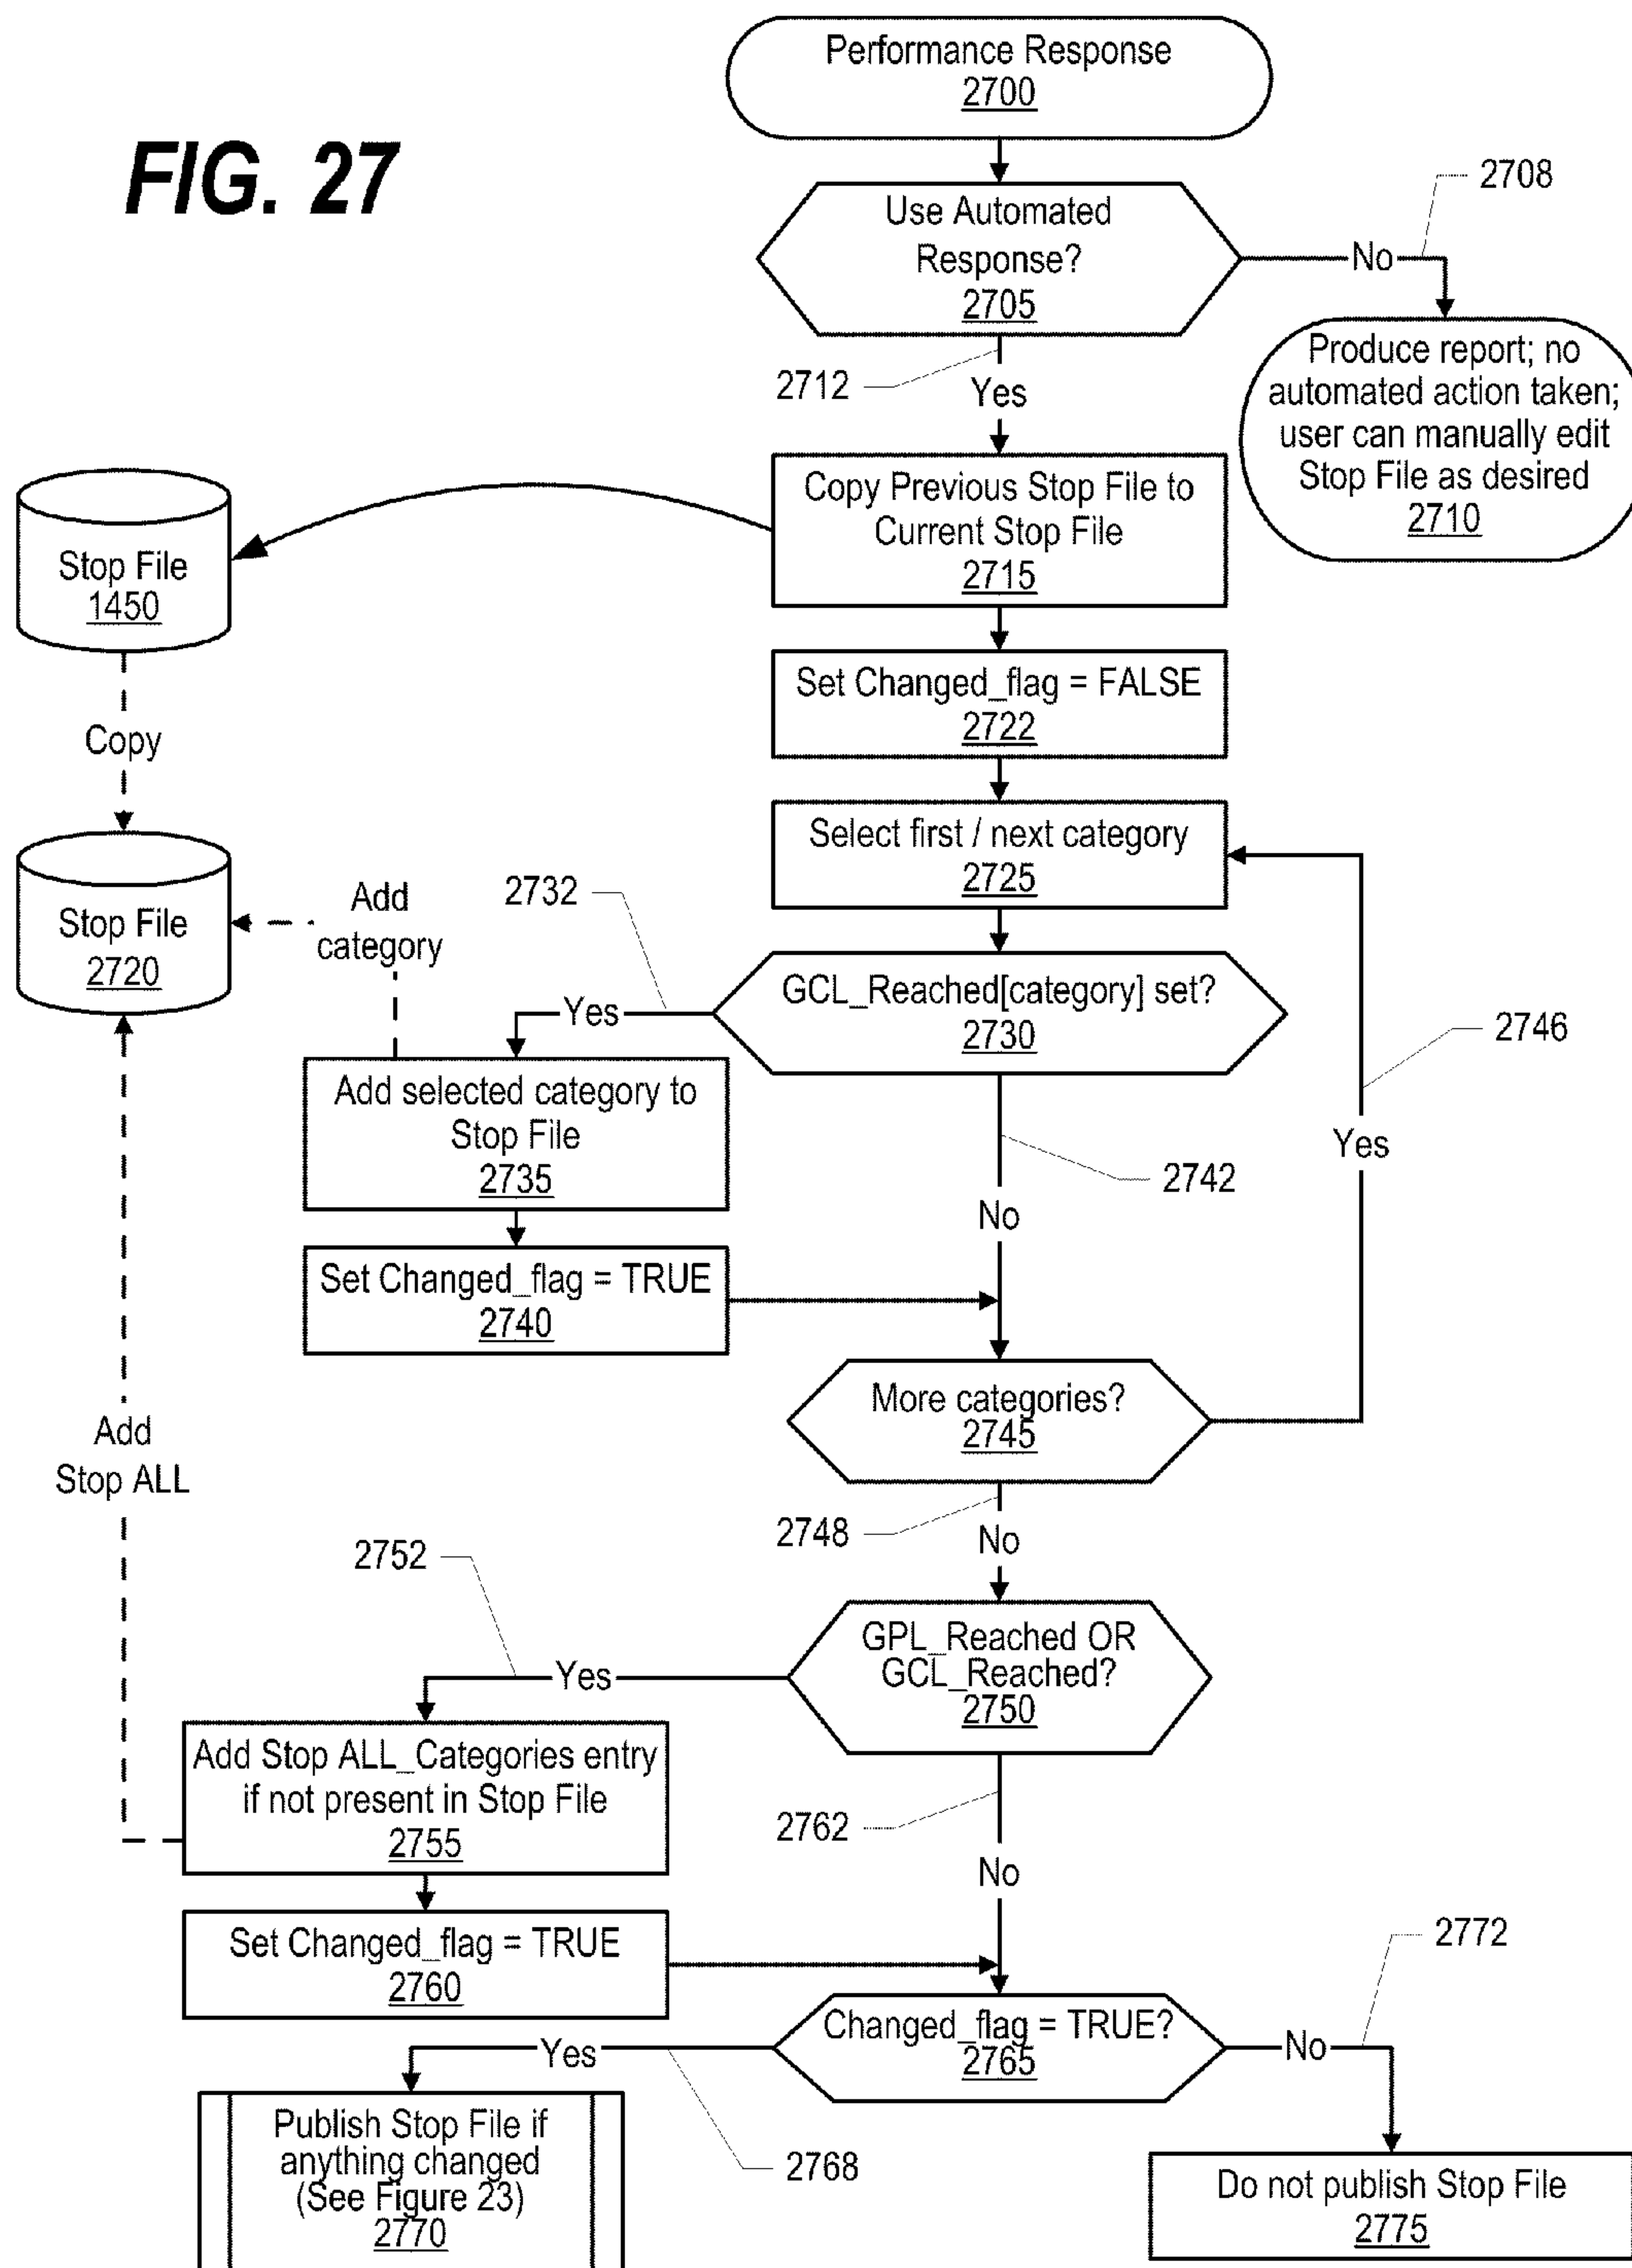 FIG. 27
Performance Response
2700
Use Automated
Response?
2705
2708
No
Produce report; no
automated action taken;
user can manually edit
Stop File as desired
2710
2712
Yes
Copy Previous Stop File to
Current Stop File
2715
Stop File
1450
Copy
Set Changed_flag = FALSE
2722
Select first / next category
2725
Stop File
2720
Add
category
2732
Yes
GCL_Reached[category] set?
2730
2746
Yes
Add selected category to
Stop File
2735
2742
No
Set Changed_flag = TRUE
2740
More categories?
2745
Add
Stop ALL
2748
No
2752
Yes
GPL_Reached OR
GCL_Reached?
2750
Add Stop ALL_Categories entry
if not present in Stop File
2755
2762
No
Set Changed_flag = TRUE
2760
2772
Changed_flag = TRUE?
2765
Yes
No
2768
Publish Stop File if
anything changed
(See Figure 23)
2770
Do not publish Stop File
2775